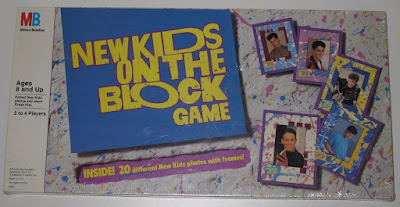 MB
Milton Bradley
Ages
8 and Up
2 to 4 Players
NEW KIDS
ON THE
BLOCK
GAME
INSIDE! 20 different New Kids photos with frames!